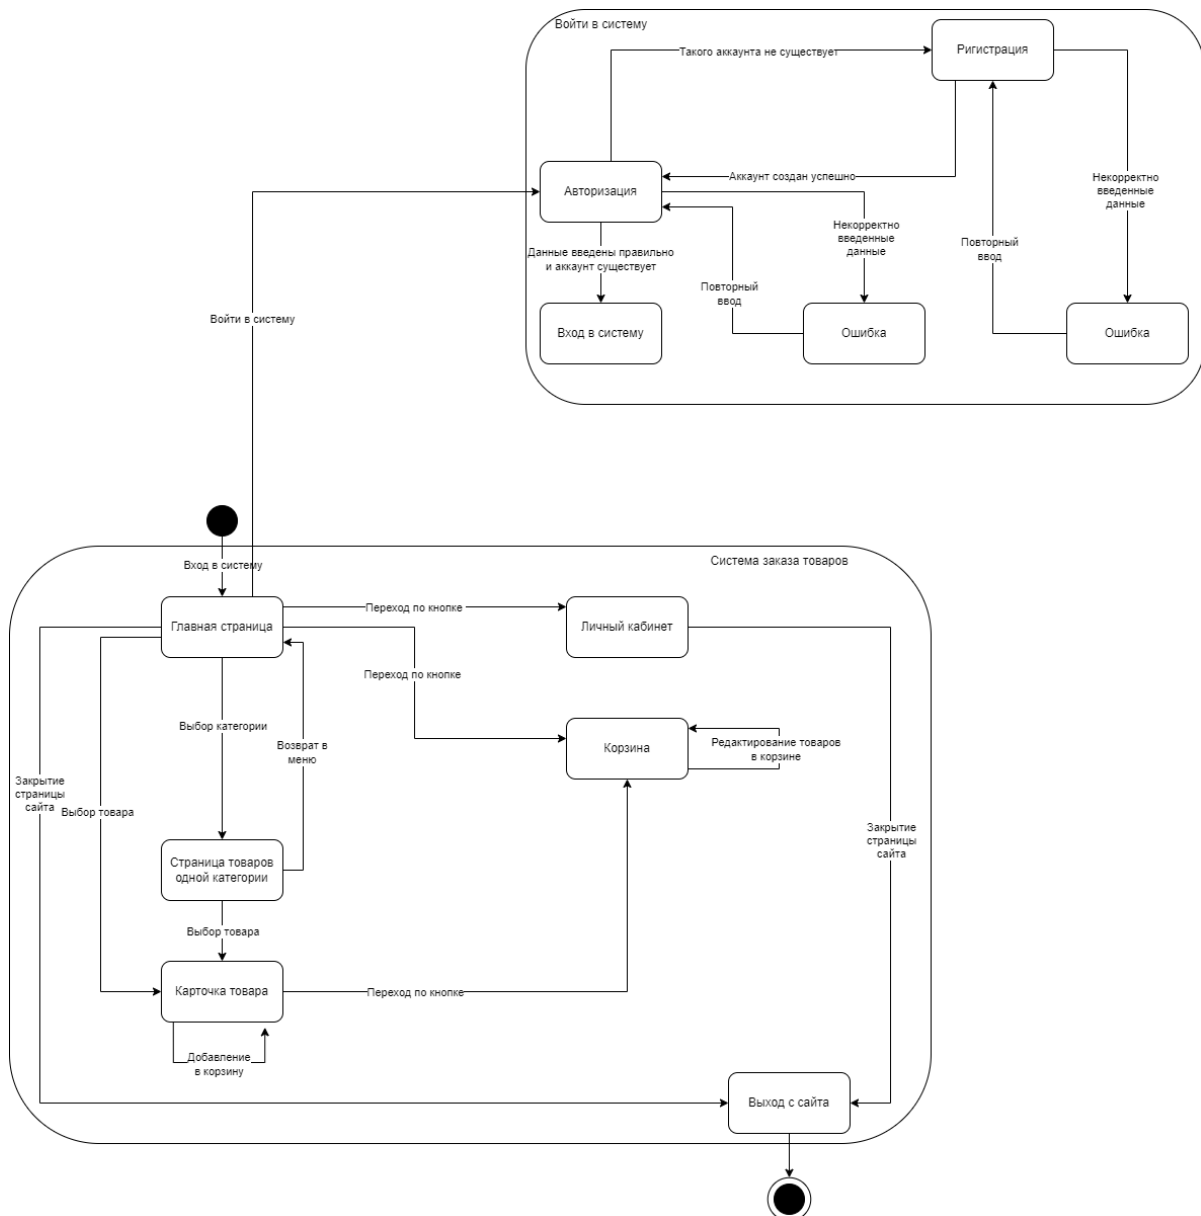 Войти в систему
Такого аккаунта не существует
Ригистрация
Аккаунт создан успешно
Некорректно
введенные
данные
Авторизация
Некорректно
введенные
данные
Повторный
ввод
Данные введены правильно
и аккаунт существует
Повторный
ввод
Войти в систему
Вход в систему
Ошибка
Ошибка
Вход в систему
Система заказа товаров
Главная страница
Переход по кнопке
Личный кабинет
Переход по кнопке
Выбор категории
Возврат в
меню
Корзина
Редактирование товаров
в корзине
Закрытие
страницы
сайта
Выбор товара
Закрытие
страницы
сайта
Страница товаров
одной категории
Выбор товара
Карточка товара
Переход по кнопке
Добавление
в корзину
Выход с сайта